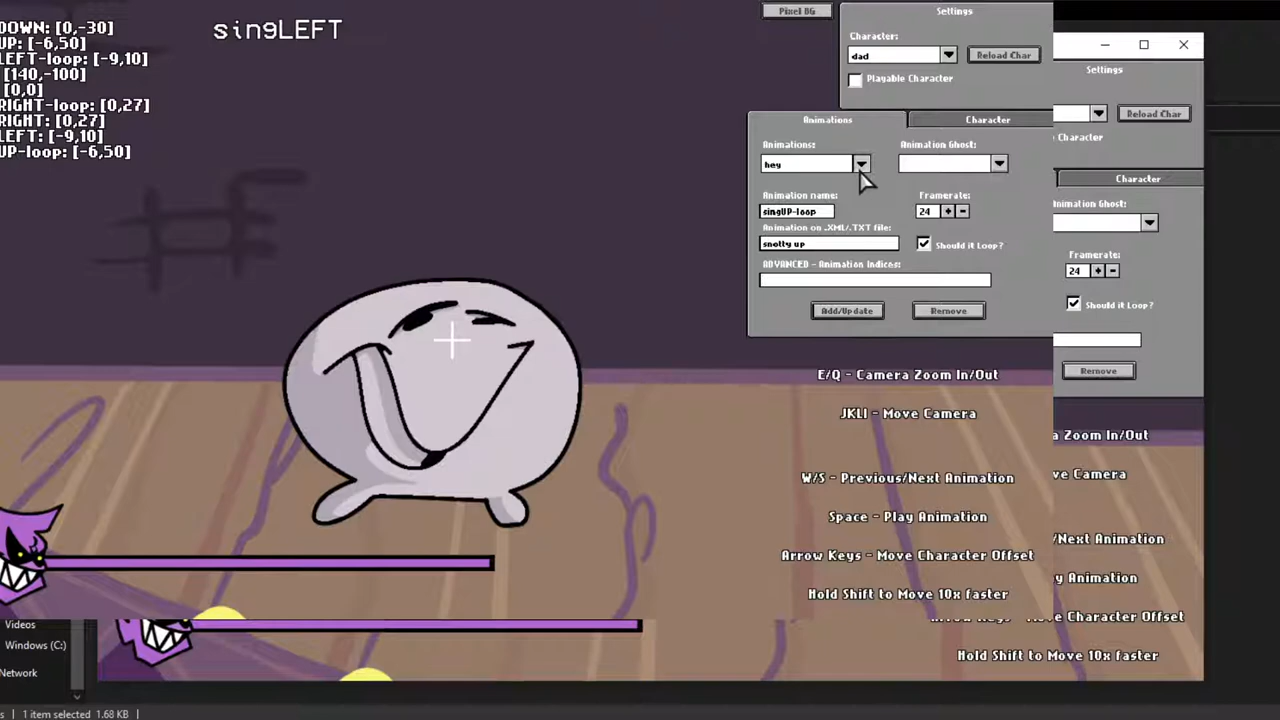 singLEFT
DOWN: [0,-30]
UP: [-6,50]
LEFT-loop: [-9,10]
[140,-100]
[0,0]
RIGHT-loop: [0,27]
RIGHT: [0,27]
LEFT: [-9,10]
UP-loop: [-6,50]
Pixel BG
Settings
Character:
dad
Reload Char
Playable Character
Animations
Character
Animations:
Animation Ghost:
hey
Animation name:
Framerate:
singUP-loop
24
Animation on .XML/.TXT file:
snotty up
Should it Loop?
ADVANCED - Animation Indices:
Add/Update
Remove
E/Q - Camera Zoom In/Out
JKLI - Move Camera
W/S - Previous/Next Animation
Space - Play Animation
Arrow Keys - Move Character Offset
Hold Shift to Move 10x faster
Settings
Reload Char
Character
Character
nimation Ghost:
Framerate:
24
Should it Loop?
Remove
a Zoom In/Out
ve Camera
/Next Animation
y Animation
Arrow Keys - Move Character Offset
Hold Shift to Move 10x faster
Videos
Windows (C:)
Network
1 item selected 1.68 KB